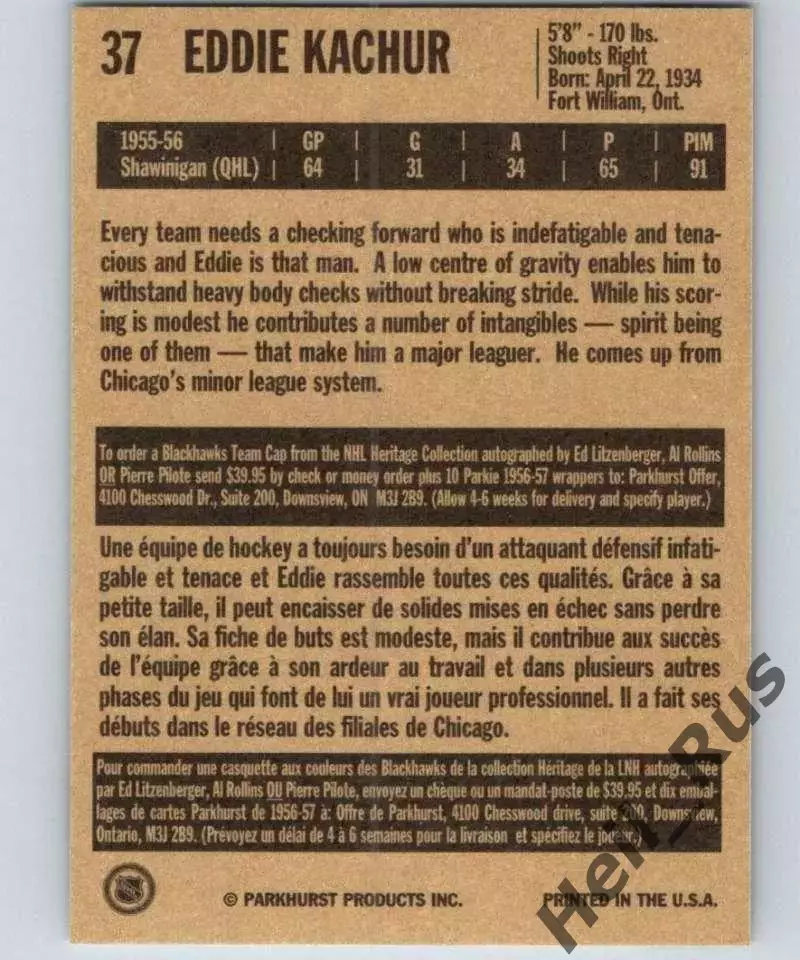 37 EDDIE KACHUR
5'8" - 170 lbs.
Shoots Right
Born: April 22, 1934
Fort William, Ont.
1955-56 | GP | G | A | P | PIM
Shawinigan (QHL) | 64 | 31 | 34 | 65 | 91
Every team needs a checking forward who is indefatigable and tena-
cious and Eddie is that man. A low centre of gravity enables him to
withstand heavy body checks without breaking stride. While his scor-
ing is modest he contributes a number of intangibles — spirit being
one of them — that make him a major leaguer. He comes up from
Chicago's minor league system.
To order a Blackhawks Team Cap from the NHL Heritage Collection autographed by Ed Litzenberger, Al Rollins
OR Pierre Pilote send $39.95 by check or money order plus 10 Parkie 1956-57 wrappers to: Parkhurst Offer,
4100 Chesswood Dr., Suite 200, Downsview, ON M3J 2B9. (Allow 4-6 weeks for delivery and specify player.)
Une équipe de hockey a toujours besoin d'un attaquant défensif infati-
gable et tenace et Eddie rassemble toutes ces qualités. Grâce à sa
petite taille, il peut encaisser de solides mises en échec sans perdre
son élan. Sa fiche de buts est modeste, mais il contribue aux succès
de l'équipe grâce à son ardeur au travail et dans plusieurs autres
phases du jeu qui font de lui un vrai joueur professionnel. Il a fait ses
débuts dans le réseau des filiales de Chicago.
Pour commander une casquette aux couleurs des Blackhawks de la collection Héritage de la LNH autographiée
par Ed Litzenberger, Al Rollins OU Pierre Pilote, envoyez un chèque ou un mandat-poste de $39.95 et dix embal-
lages de cartes Parkhurst de 1956-57 à: Offre de Parkhurst, 4100 Chesswood drive, suite 200, Downsview,
Ontario, M3J 2B9. (Prévoyez un délai de 4 à 6 semaines pour la livraison et spécifiez le joueur.)
NHL
© PARKHURST PRODUCTS INC.
PRINTED IN THE U.S.A.